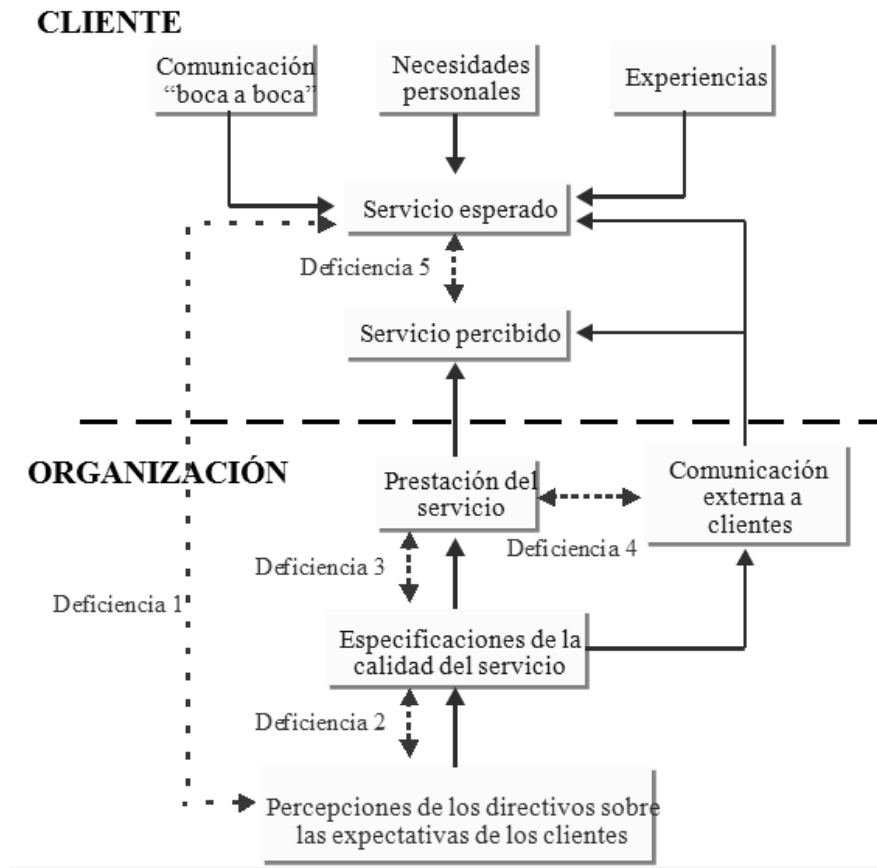 CLIENTE
Comunicación
“boca a boca”
Necesidades
personales
Experiencias
Servicio esperado
Deficiencia 5
Servicio percibido
ORGANIZACIÓN
Prestación del
servicio
Comunicación
externa a
clientes
Deficiencia 4
Deficiencia 3
Deficiencia 1
Especificaciones de la
calidad del servicio
Deficiencia 2
Percepciones de los directivos sobre
las expectativas de los clientes